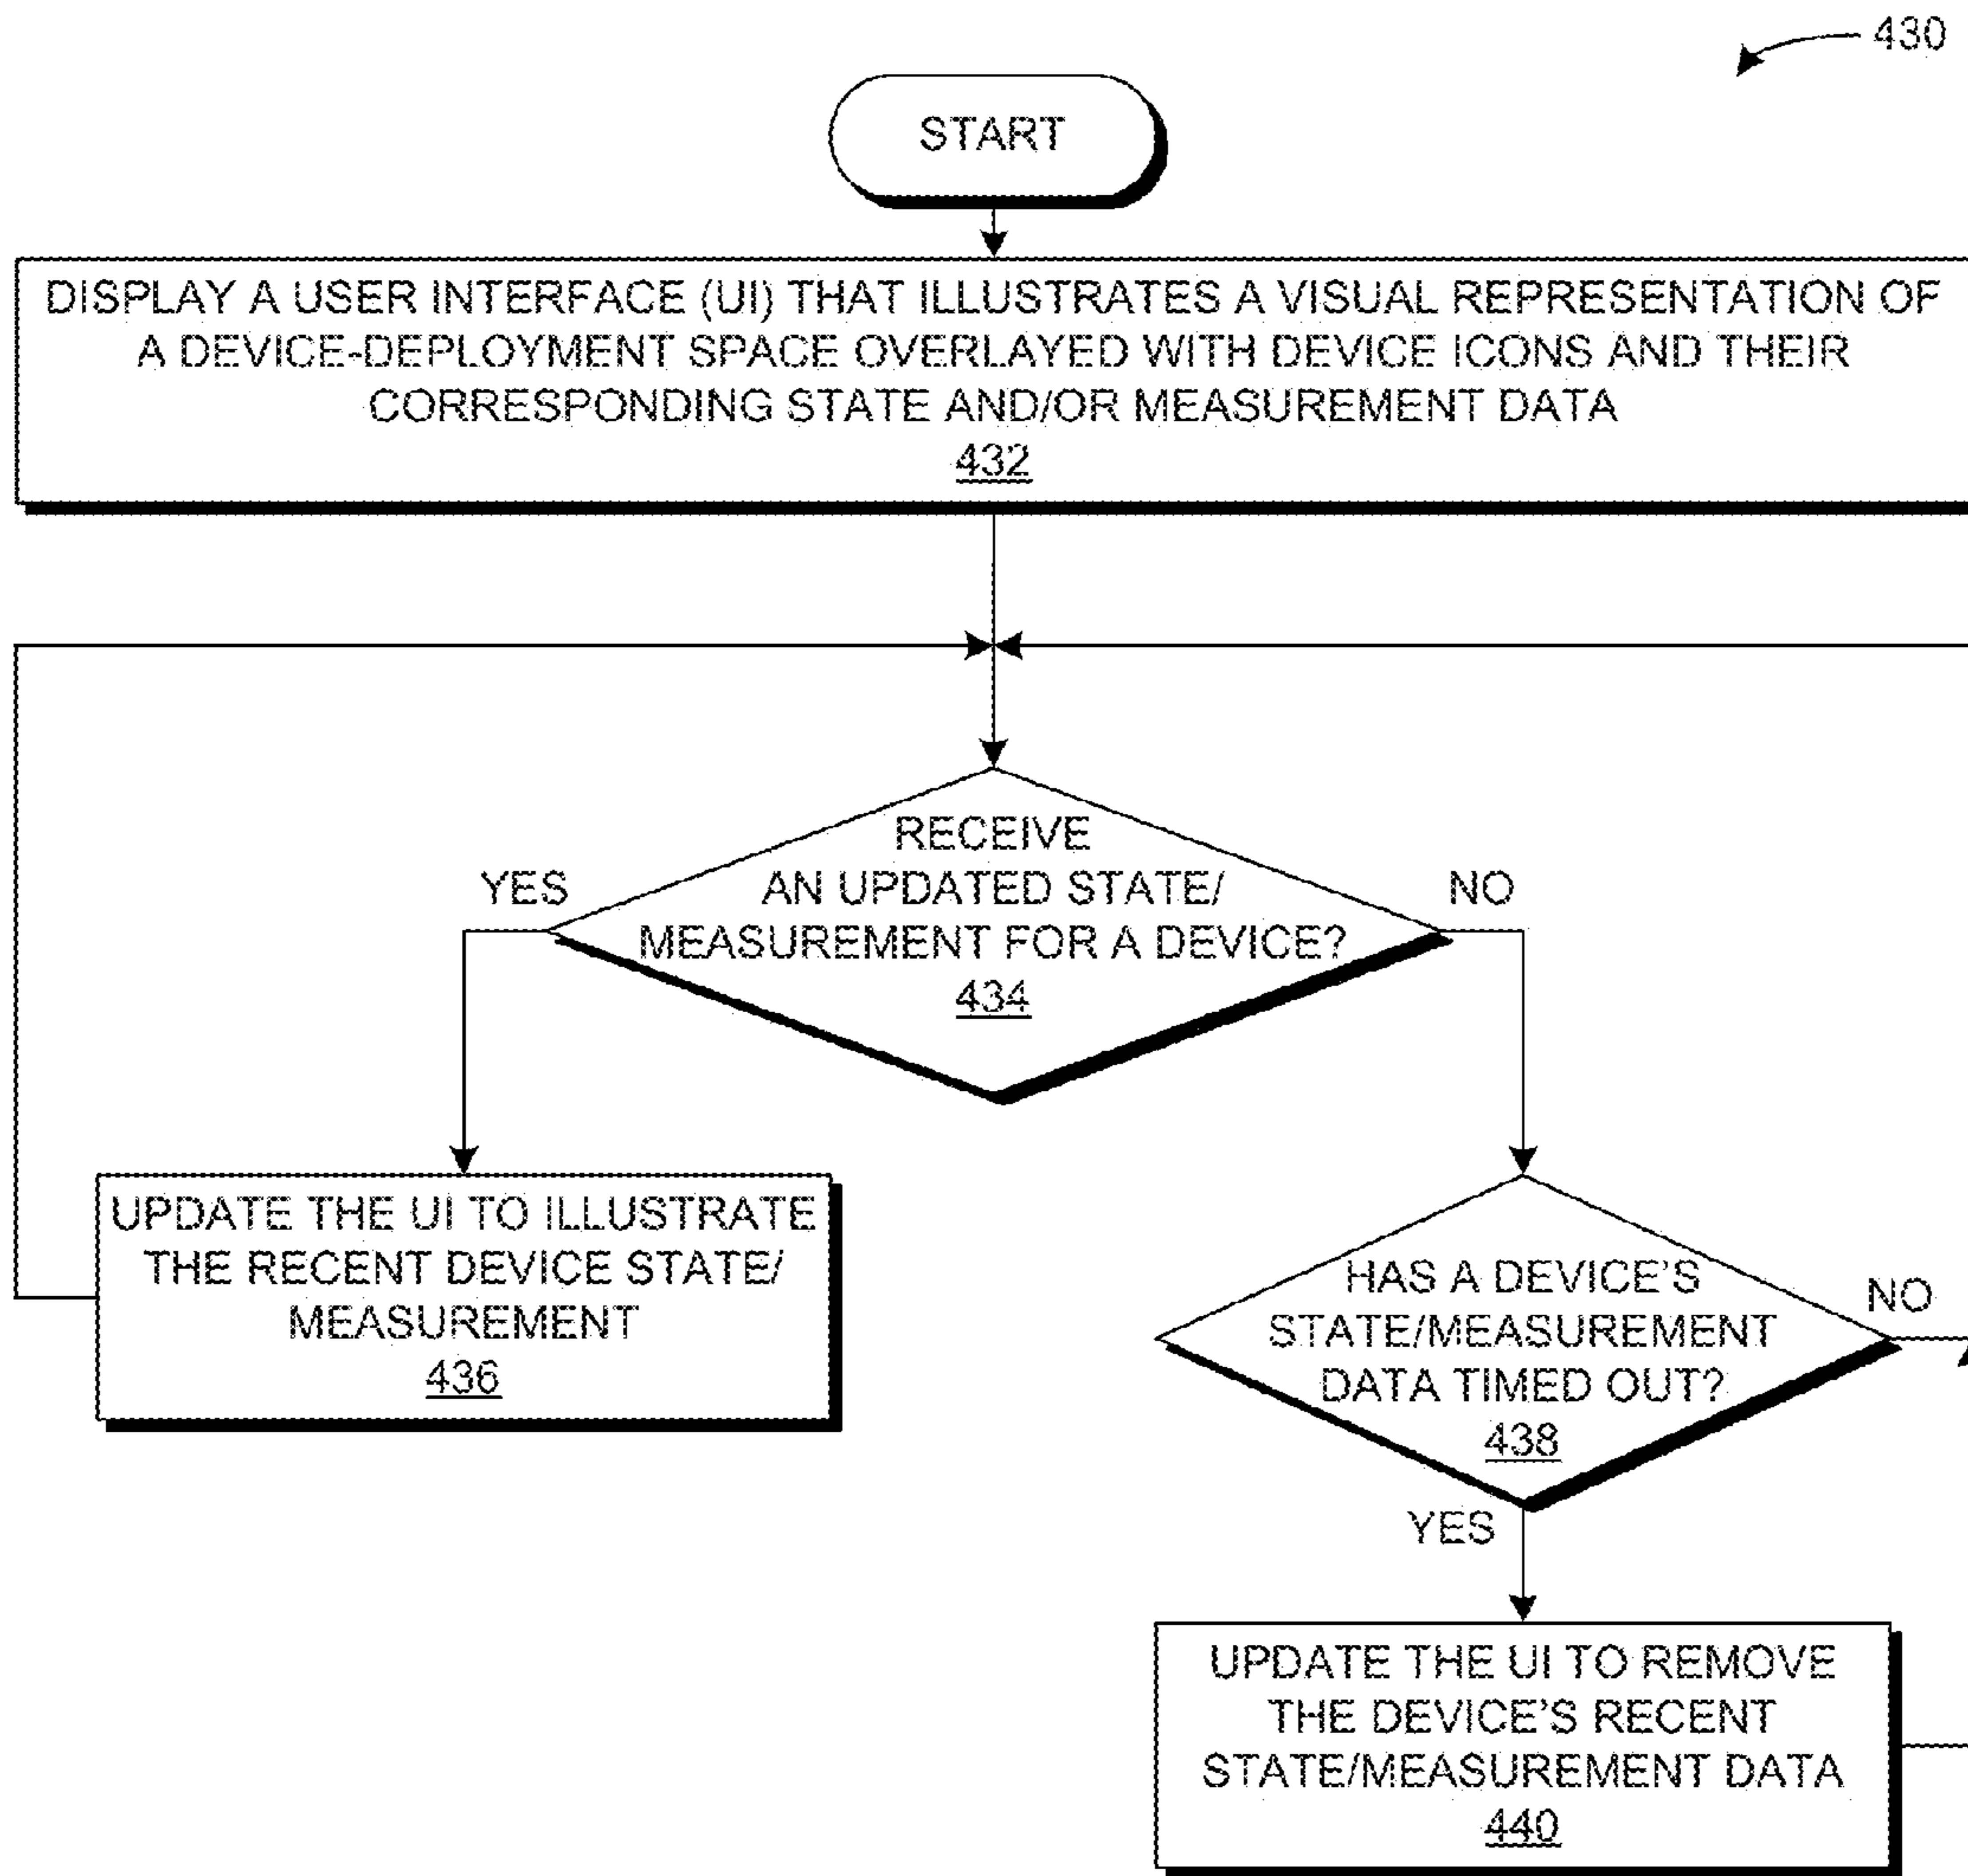 430
START
DISPLAY A USER INTERFACE (UI) THAT ILLUSTRATES A VISUAL REPRESENTATION OF
A DEVICE-DEPLOYMENT SPACE OVERLAYED WITH DEVICE ICONS AND THEIR
CORRESPONDING STATE AND/OR MEASUREMENT DATA
432
RECEIVE
AN UPDATED STATE/
MEASUREMENT FOR A DEVICE?
434
YES
NO
UPDATE THE UI TO ILLUSTRATE
THE RECENT DEVICE STATE/
MEASUREMENT
436
HAS A DEVICE'S
STATE/MEASUREMENT
DATA TIMED OUT?
438
NO
YES
UPDATE THE UI TO REMOVE
THE DEVICE'S RECENT
STATE/MEASUREMENT DATA
440